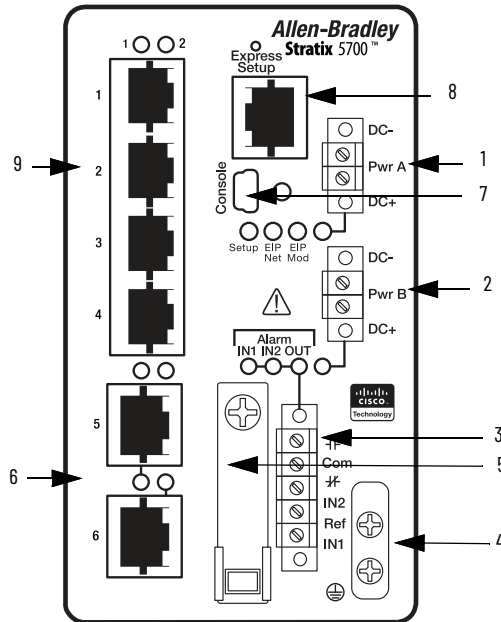 Allen-Bradley
Stratix 5700™
Express
Setup
1 2
1
2
3
4
5
6
Console
DC-
Pwr A
DC+
Setup
EIP
Net
EIP
Mod
DC-
Pwr B
DC+
Alarm
IN1 IN2 OUT
CISCO
Technology
Com
IN2
Ref
IN1
8
1
7
2
3
5
4
9
6